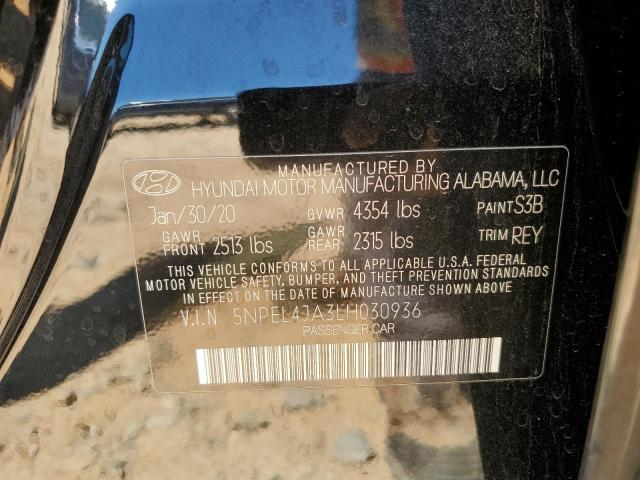 MANUFACTURED BY
HYUNDAI MOTOR MANUFACTURING ALABAMA, LLC
Jan/30/20 GVWR 4354 lbs PAINT S3B
GAWR FRONT 2513 lbs GAWR REAR 2315 lbs TRIM REY
THIS VEHICLE CONFORMS TO ALL APPLICABLE U.S.A. FEDERAL
MOTOR VEHICLE SAFETY, BUMPER, AND THEFT PREVENTION STANDARDS
IN EFFECT ON THE DATE OF MANUFACTURE SHOWN ABOVE
V.I.N 5NPEL4JA3LH030936
PASSENGER CAR